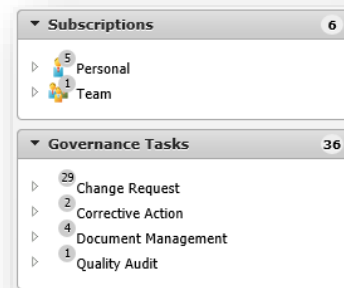 Subscriptions 6
5 Personal
1 Team
Governance Tasks 36
29 Change Request
2 Corrective Action
4 Document Management
1 Quality Audit